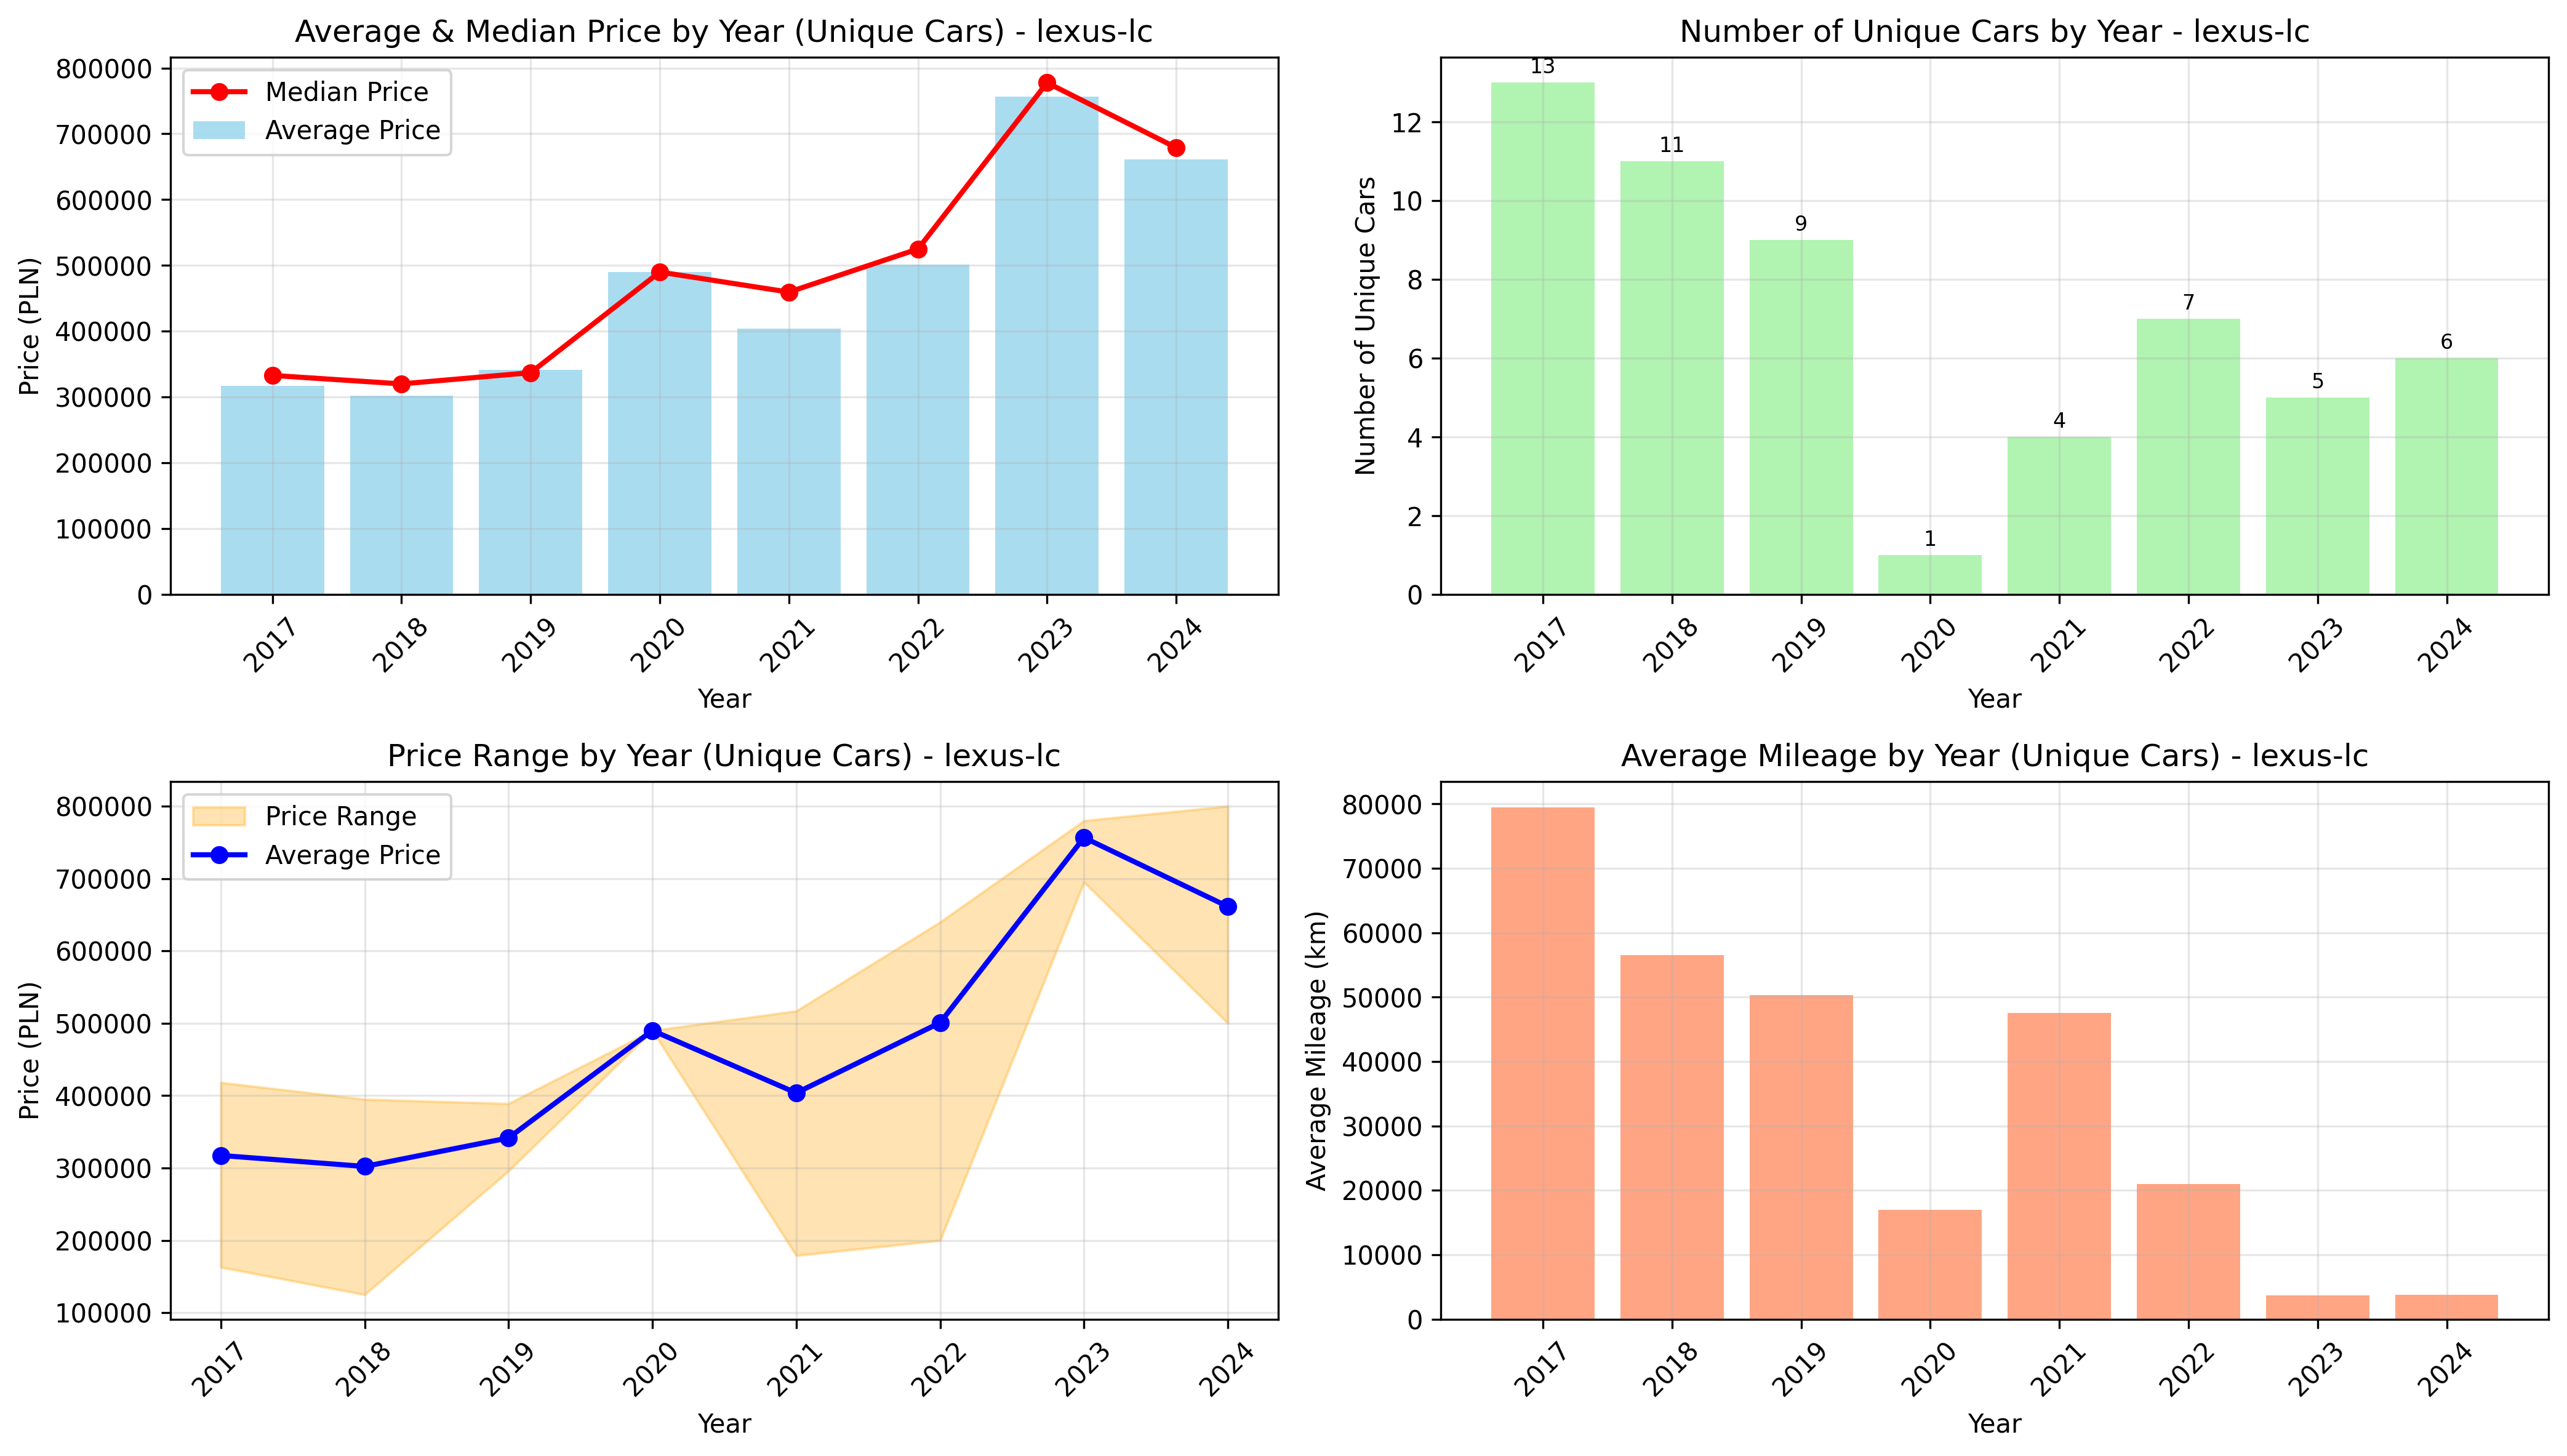 Average & Median Price by Year (Unique Cars) - lexus-lc
Median Price
Average Price
Price (PLN)
800000
700000
600000
500000
400000
300000
200000
100000
0
2017 2018 2019 2020 2021 2022 2023 2024
Year
Number of Unique Cars by Year - lexus-lc
Number of Unique Cars
12
10
8
6
4
2
0
13
11
9
1
4
7
5
6
2017 2018 2019 2020 2021 2022 2023 2024
Year
Price Range by Year (Unique Cars) - lexus-lc
Price Range
Average Price
Price (PLN)
800000
700000
600000
500000
400000
300000
200000
100000
2017 2018 2019 2020 2021 2022 2023 2024
Year
Average Mileage by Year (Unique Cars) - lexus-lc
Average Mileage (km)
80000
70000
60000
50000
40000
30000
20000
10000
0
2017 2018 2019 2020 2021 2022 2023 2024
Year